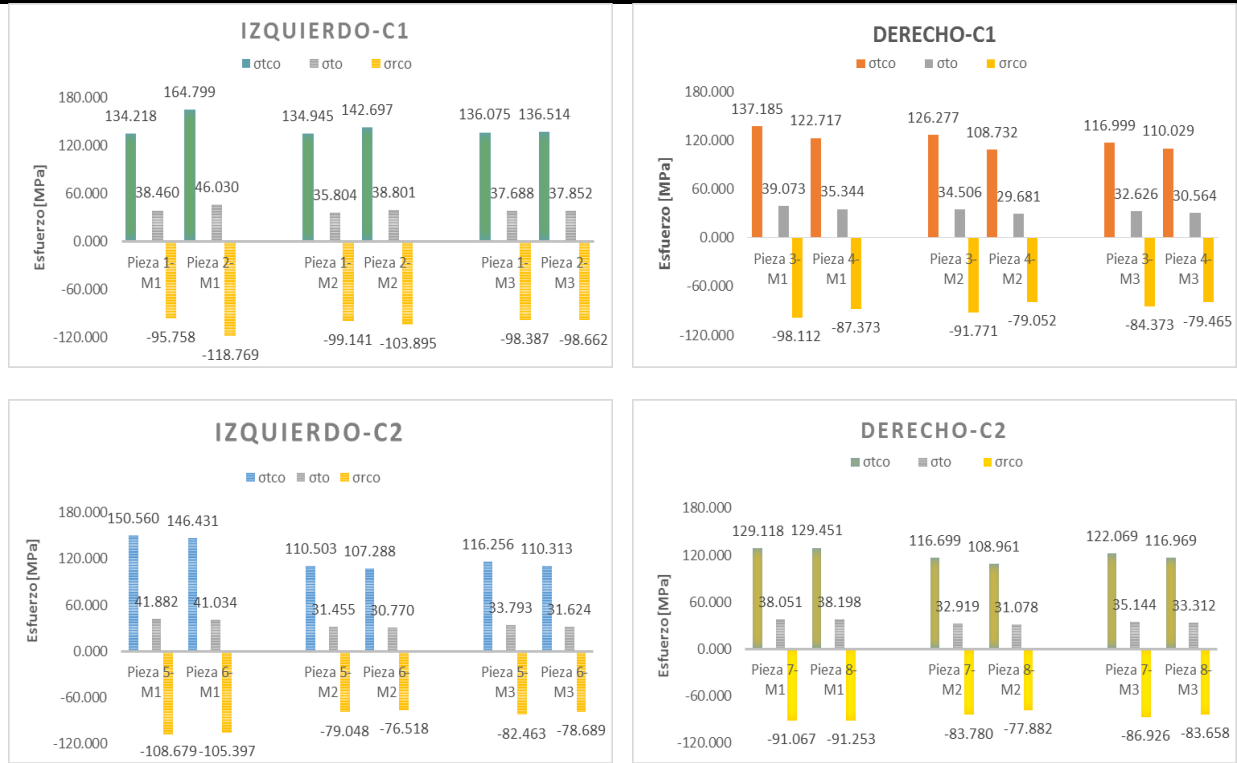 IZQUIERDO-C1
σtco σto σrco
Esfuerzo [MPa]
180.000
120.000
60.000
0.000
-60.000
-120.000
134.218 164.799 134.945 142.697 136.075 136.514
38.460 46.030 35.804 38.801 37.688 37.852
Pieza 1- Pieza 2- Pieza 1- Pieza 2- Pieza 1- Pieza 2-
M1 M1 M2 M2 M3 M3
-95.758 -118.769 -99.141 -103.895 -98.387 -98.662
DERECHO-C1
σtco σto σrco
Esfuerzo [MPa]
180.000
120.000
60.000
0.000
-60.000
-120.000
137.185 122.717 126.277 108.732 116.999 110.029
39.073 35.344 34.506 29.681 32.626 30.564
Pieza 3- Pieza 4- Pieza 3- Pieza 4- Pieza 3- Pieza 4-
M1 M1 M2 M2 M3 M3
-98.112 -87.373 -91.771 -79.052 -84.373 -79.465
IZQUIERDO-C2
σtco σto σrco
Esfuerzo [MPa]
180.000
120.000
60.000
0.000
-60.000
-120.000
150.560 146.431 110.503 107.288 116.256 110.313
41.882 41.034 31.455 30.770 33.793 31.624
Pieza 5- Pieza 6- Pieza 5- Pieza 6- Pieza 5- Pieza 6-
M1 M1 M2 M2 M3 M3
-108.679 -105.397 -79.048 -76.518 -82.463 -78.689
DERECHO-C2
σtco σto σrco
Esfuerzo [MPa]
180.000
120.000
60.000
0.000
-60.000
-120.000
129.118 129.451 116.699 108.961 122.069 116.969
38.051 38.198 32.919 31.078 35.144 33.312
Pieza 7- Pieza 8- Pieza 7- Pieza 8- Pieza 7- Pieza 8-
M1 M1 M2 M2 M3 M3
-91.067 -91.253 -83.780 -77.882 -86.926 -83.658